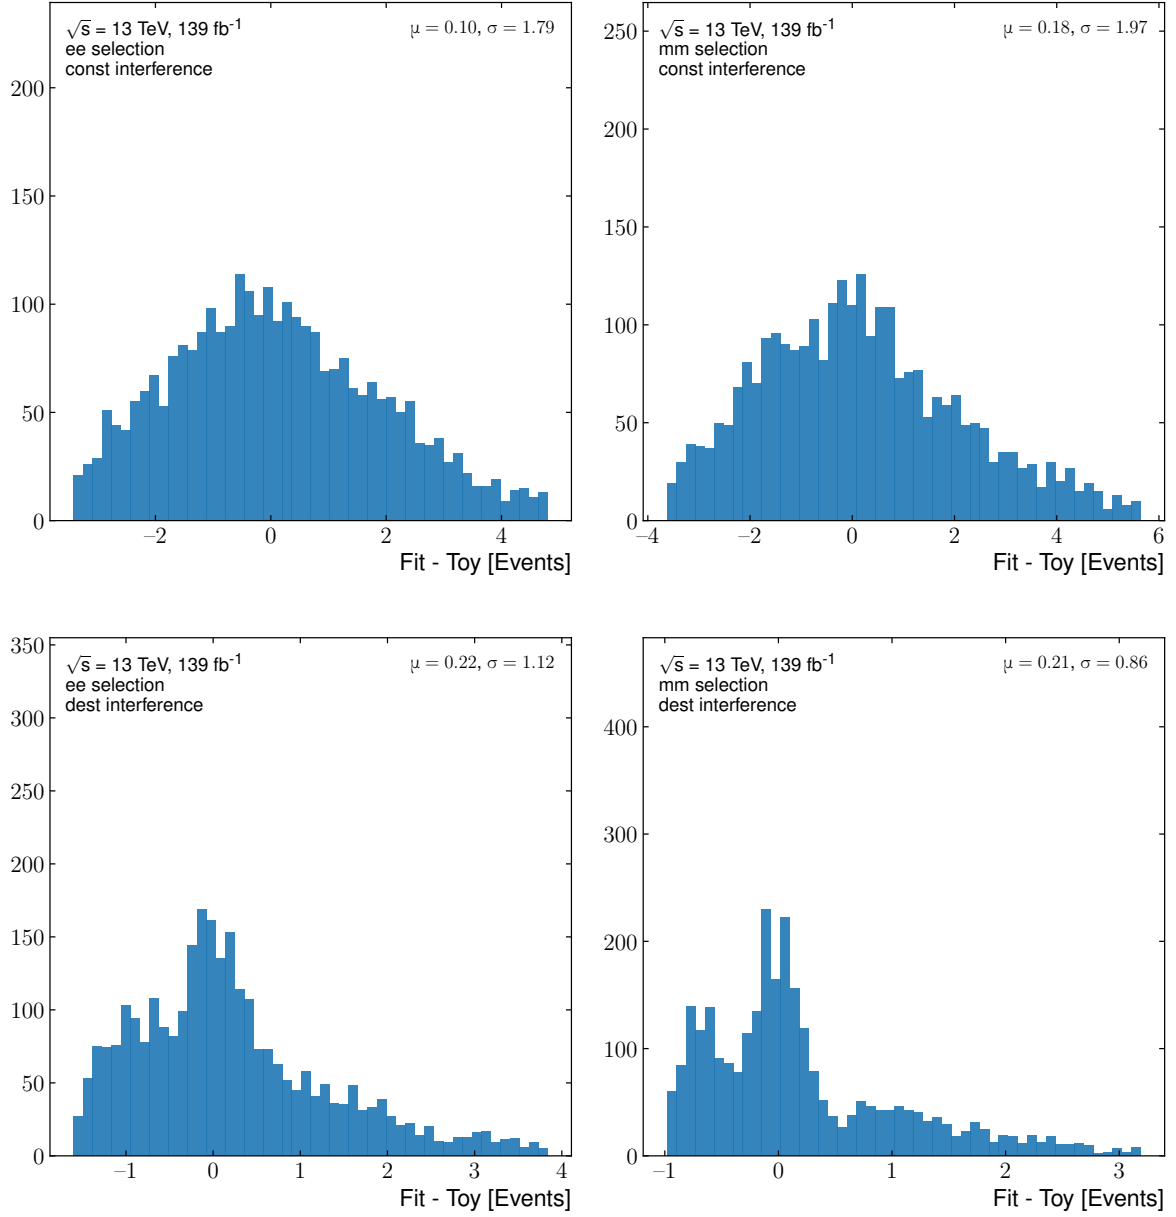 √s = 13 TeV, 139 fb⁻¹
ee selection
const interference
μ = 0.10, σ = 1.79
200
150
100
50
0
−2 0 2 4
Fit - Toy [Events]
√s = 13 TeV, 139 fb⁻¹
mm selection
const interference
μ = 0.18, σ = 1.97
250
200
150
100
50
0
−4 −2 0 2 4 6
Fit - Toy [Events]
√s = 13 TeV, 139 fb⁻¹
ee selection
dest interference
μ = 0.22, σ = 1.12
350
300
250
200
150
100
50
0
−1 0 1 2 3 4
Fit - Toy [Events]
√s = 13 TeV, 139 fb⁻¹
mm selection
dest interference
μ = 0.21, σ = 0.86
400
300
200
100
0
−1 0 1 2 3
Fit - Toy [Events]